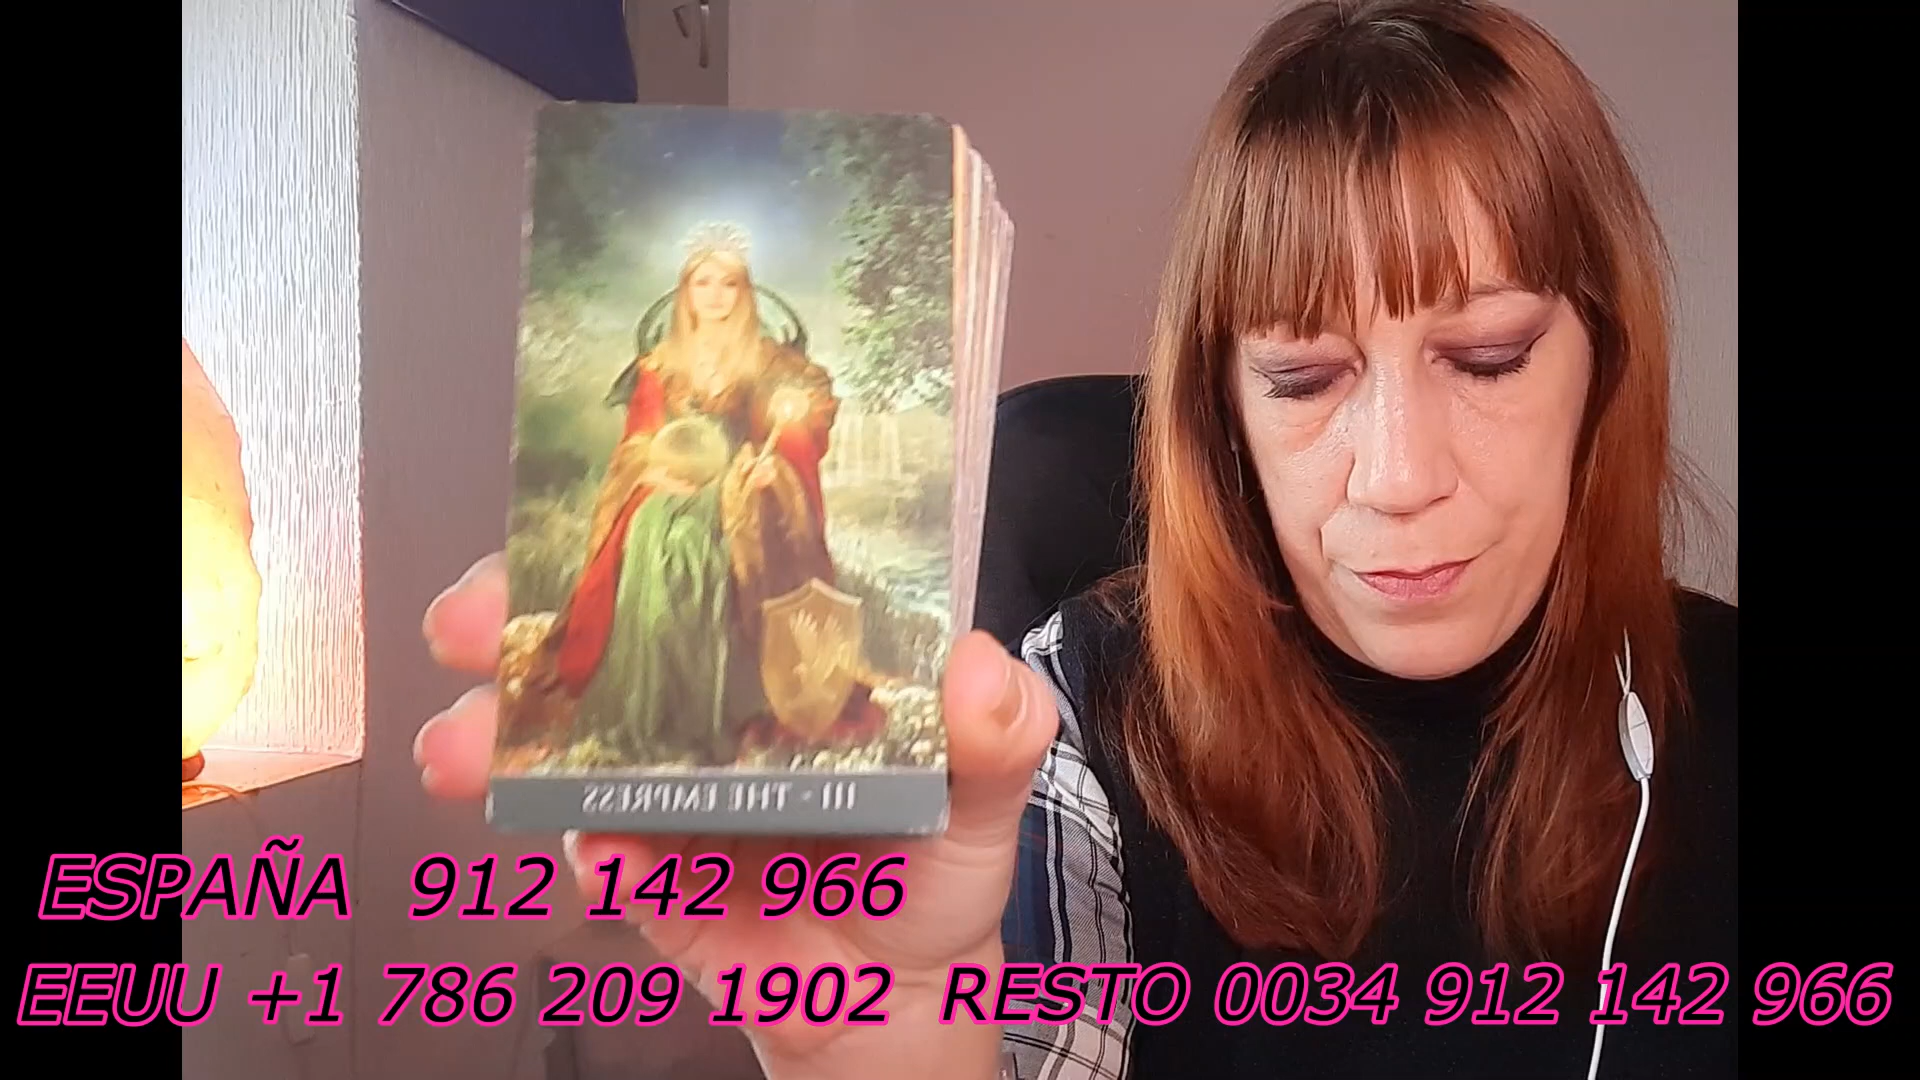 III • THE EMPRESS
ESPAÑA 912 142 966
EEUU +1 786 209 1902 RESTO 0034 912 142 966